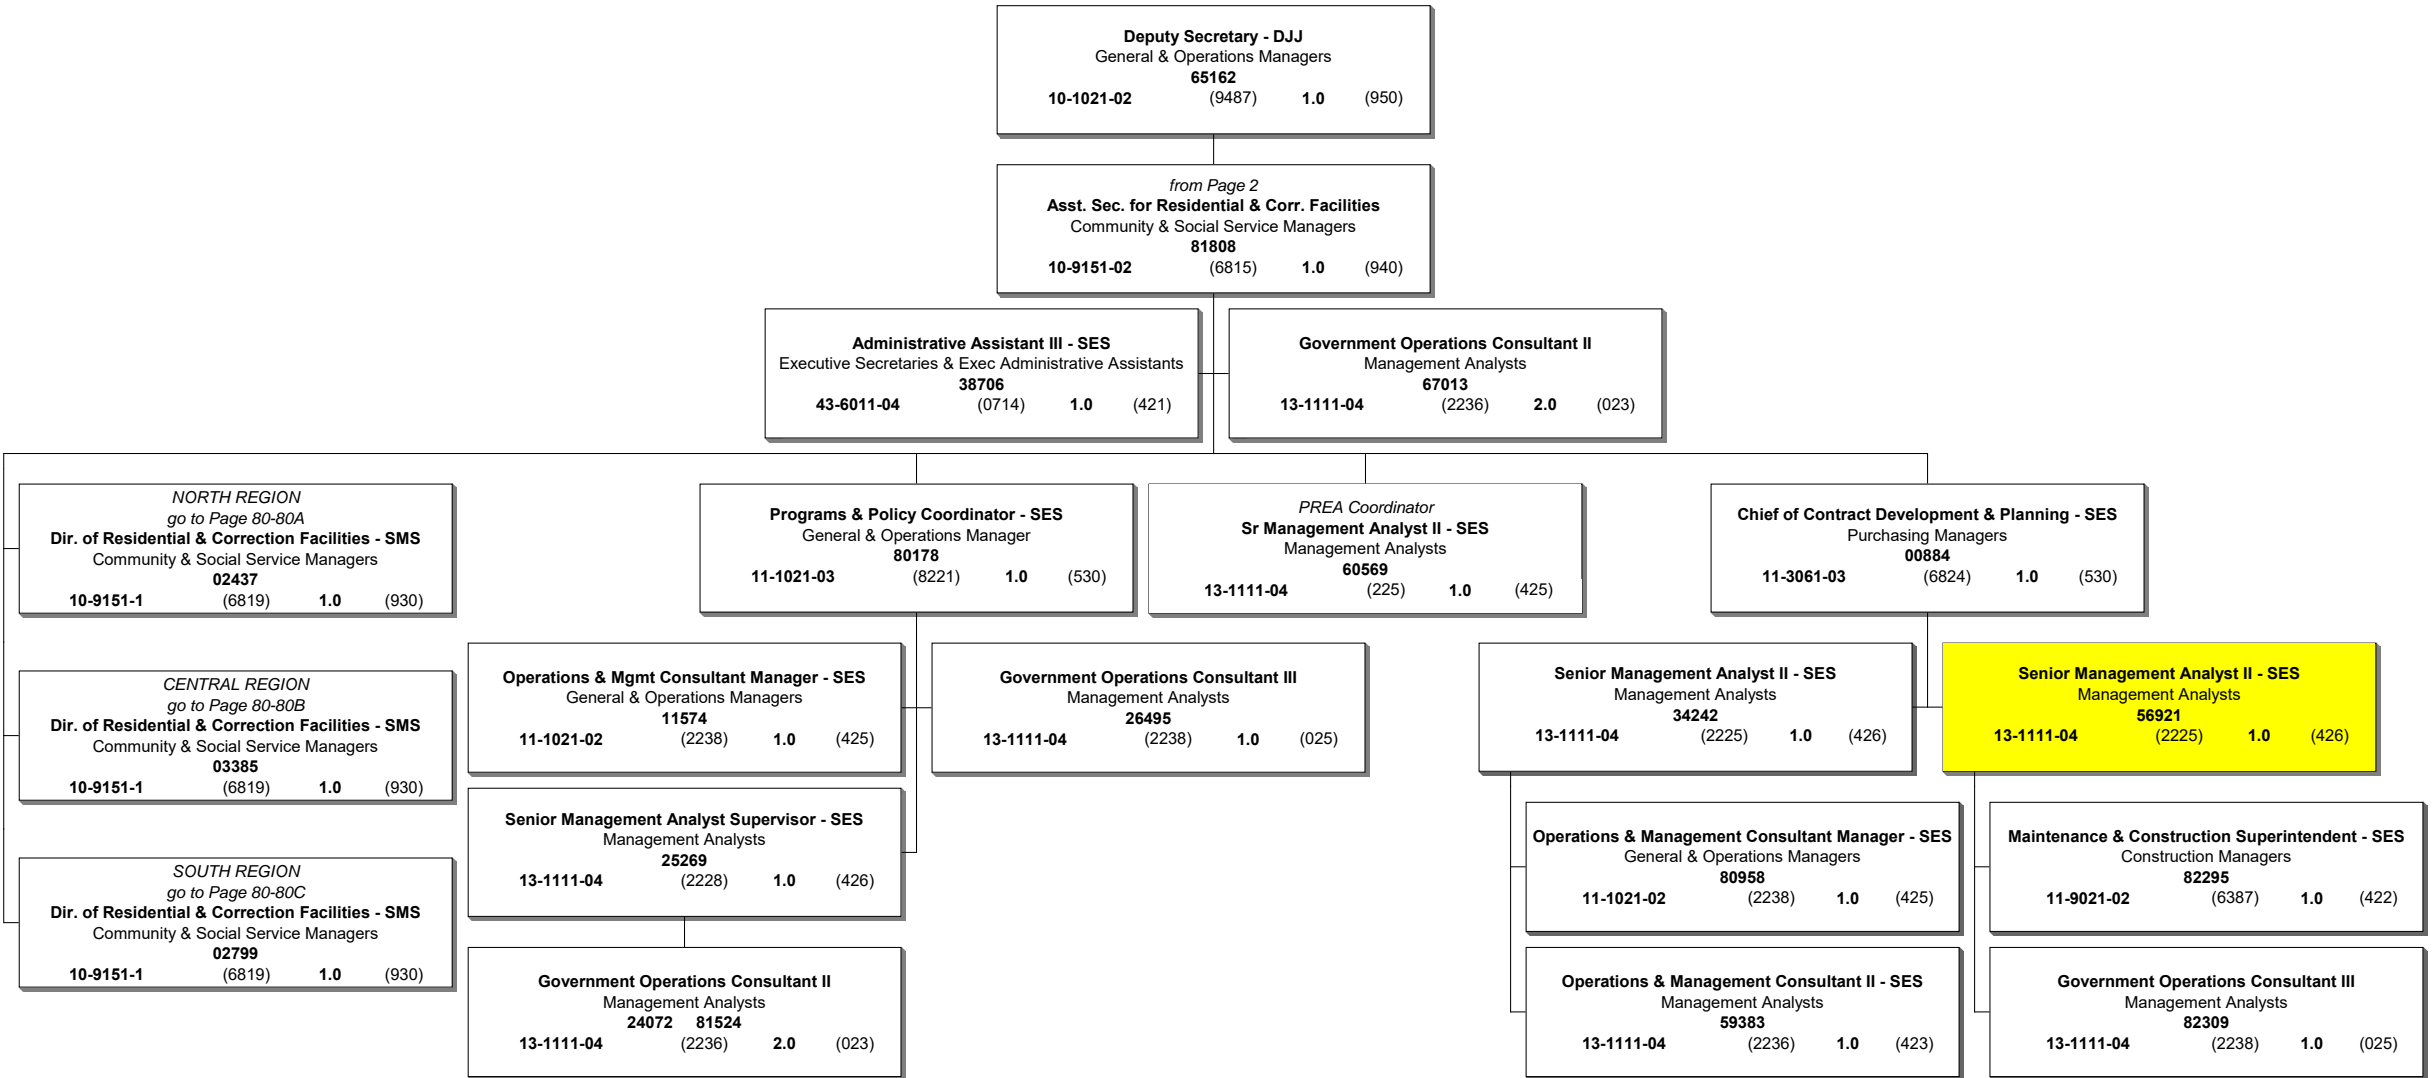 Deputy Secretary - DJJ
General & Operations Managers
65162
10-1021-02 (9487) 1.0 (950)
from Page 2
Asst. Sec. for Residential & Corr. Facilities
Community & Social Service Managers
81808
10-9151-02 (6815) 1.0 (940)
Administrative Assistant III - SES
Executive Secretaries & Exec Administrative Assistants
38706
43-6011-04 (0714) 1.0 (421)
Government Operations Consultant II
Management Analysts
67013
13-1111-04 (2236) 2.0 (023)
NORTH REGION
go to Page 80-80A
Dir. of Residential & Correction Facilities - SMS
Community & Social Service Managers
02437
10-9151-1 (6819) 1.0 (930)
CENTRAL REGION
go to Page 80-80B
Dir. of Residential & Correction Facilities - SMS
Community & Social Service Managers
03385
10-9151-1 (6819) 1.0 (930)
SOUTH REGION
go to Page 80-80C
Dir. of Residential & Correction Facilities - SMS
Community & Social Service Managers
02799
10-9151-1 (6819) 1.0 (930)
Programs & Policy Coordinator - SES
General & Operations Manager
80178
11-1021-03 (8221) 1.0 (530)
Operations & Mgmt Consultant Manager - SES
General & Operations Managers
11574
11-1021-02 (2238) 1.0 (425)
Government Operations Consultant III
Management Analysts
26495
13-1111-04 (2238) 1.0 (025)
Senior Management Analyst Supervisor - SES
Management Analysts
25269
13-1111-04 (2228) 1.0 (426)
Government Operations Consultant II
Management Analysts
24072 81524
13-1111-04 (2236) 2.0 (023)
PREA Coordinator
Sr Management Analyst II - SES
Management Analysts
60569
13-1111-04 (225) 1.0 (425)
Chief of Contract Development & Planning - SES
Purchasing Managers
00884
11-3061-03 (6824) 1.0 (530)
Senior Management Analyst II - SES
Management Analysts
34242
13-1111-04 (2225) 1.0 (426)
Operations & Management Consultant Manager - SES
General & Operations Managers
80958
11-1021-02 (2238) 1.0 (425)
Operations & Management Consultant II - SES
Management Analysts
59383
13-1111-04 (2236) 1.0 (423)
Senior Management Analyst II - SES
Management Analysts
56921
13-1111-04 (2225) 1.0 (426)
Maintenance & Construction Superintendent - SES
Construction Managers
82295
11-9021-02 (6387) 1.0 (422)
Government Operations Consultant III
Management Analysts
82309
13-1111-04 (2238) 1.0 (025)